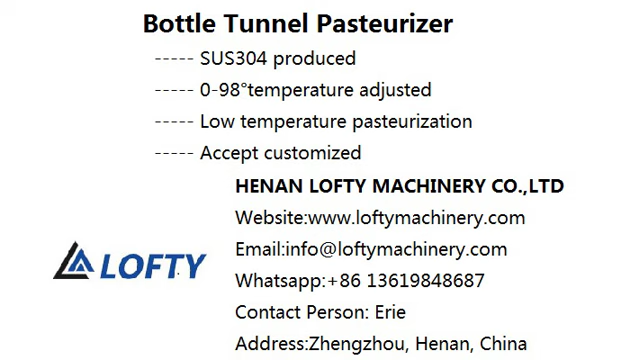 Bottle Tunnel Pasteurizer
----- SUS304 produced
----- 0-98°temperature adjusted
----- Low temperature pasteurization
----- Accept customized
HENAN LOFTY MACHINERY CO.,LTD
Website:www.loftymachinery.com
Email:info@loftymachinery.com
LOFTY
Whatsapp:+86 13619848687
Contact Person: Erie
Address:Zhengzhou, Henan, China